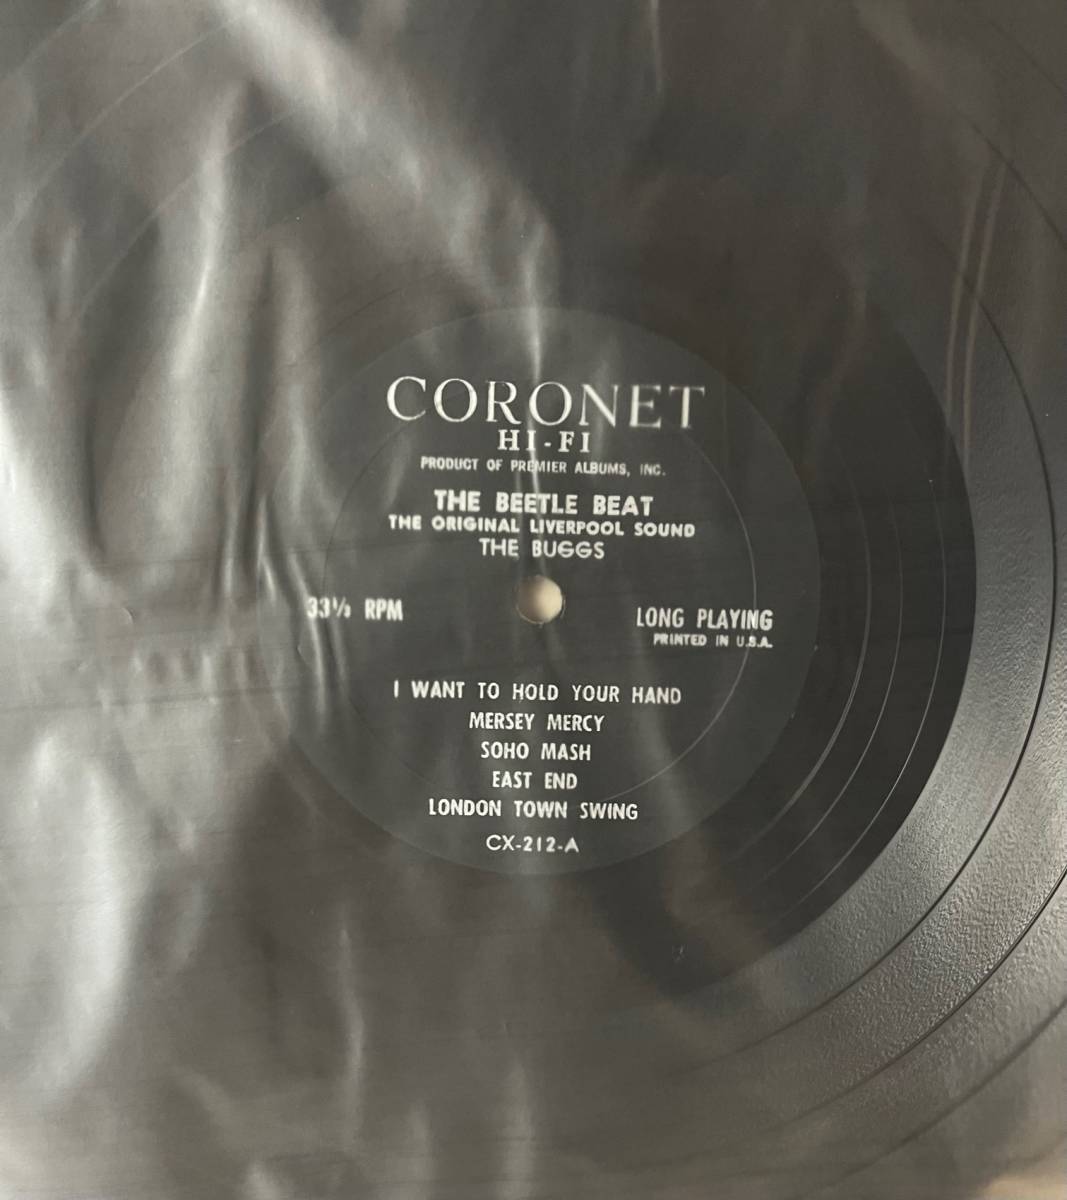 CORONET
HI-FI
PRODUCT OF PREMIER ALBUMS, INC.
THE BEETLE BEAT
THE ORIGINAL LIVERPOOL SOUND
THE BUGGS
33⅓ RPM
LONG PLAYING
PRINTED IN U.S.A.
I WANT TO HOLD YOUR HAND
MERSEY MERCY
SOHO MASH
EAST END
LONDON TOWN SWING
CX-212-A